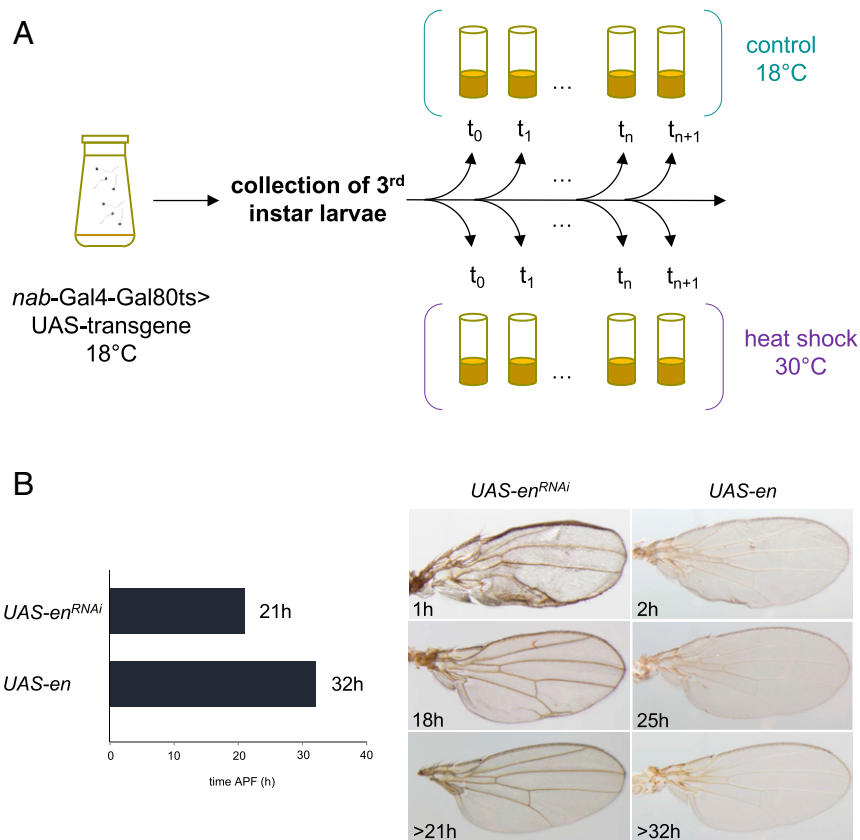 A
control
18°C
t0 t1 ... tn tn+1
collection of 3rd
instar larvae
...
...
t0 t1 tn tn+1
nab-Gal4-Gal80ts>
UAS-transgene
18°C
...
heat shock
30°C
B
UAS-enRNAi
UAS-en
UAS-enRNAi
21h
UAS-en
32h
0 10 20 30 40
time APF (h)
1h
2h
18h
25h
>21h
>32h